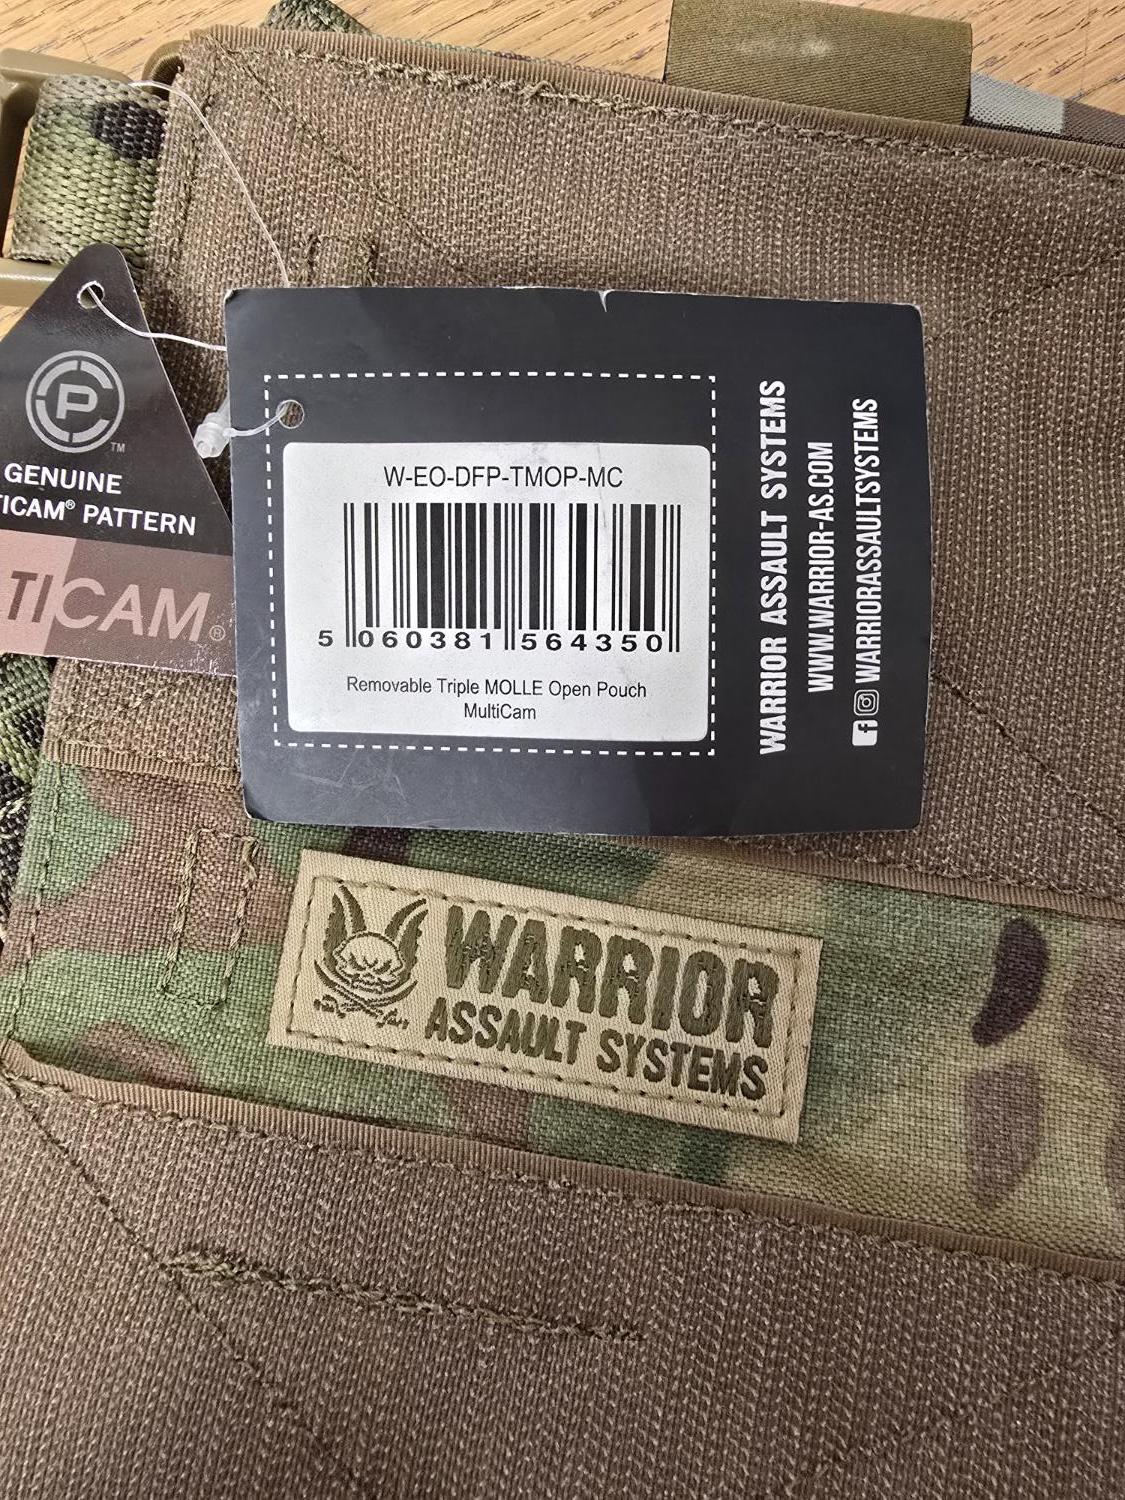 P
TM
GENUINE
TICAM® PATTERN
TICAM®
W-EO-DFP-TMOP-MC
5 060381 564350
Removable Triple MOLLE Open Pouch
MultiCam
WARRIOR ASSAULT SYSTEMS
WWW.WARRIOR-AS.COM
WARRIORASSAULTSYSTEMS
WARRIOR
ASSAULT SYSTEMS